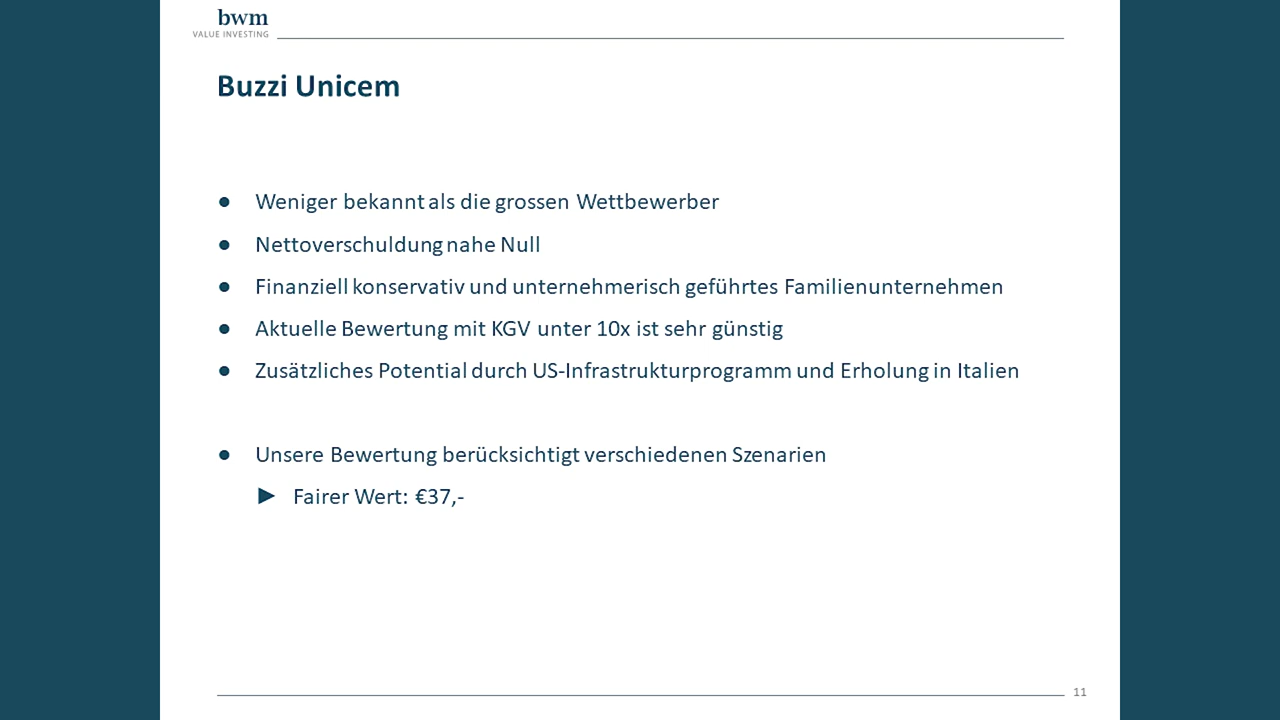 bwm
VALUE INVESTING
Buzzi Unicem
● Weniger bekannt als die grossen Wettbewerber
● Nettoverschuldung nahe Null
● Finanziell konservativ und unternehmerisch geführtes Familienunternehmen
● Aktuelle Bewertung mit KGV unter 10x ist sehr günstig
● Zusätzliches Potential durch US-Infrastrukturprogramm und Erholung in Italien
● Unsere Bewertung berücksichtigt verschiedenen Szenarien
► Fairer Wert: €37,-
11